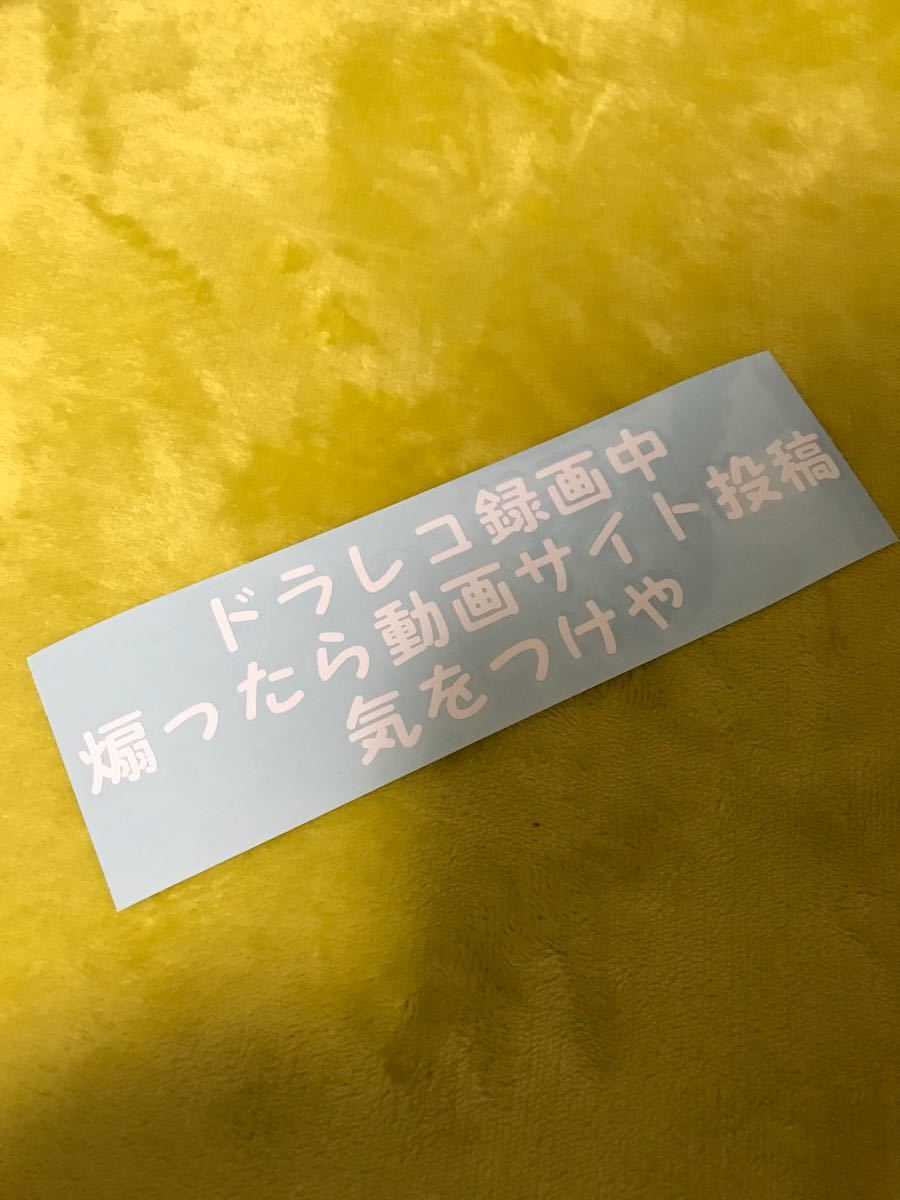 ドラレコ録画中
煽ったら動画サイト投稿
気をつけや